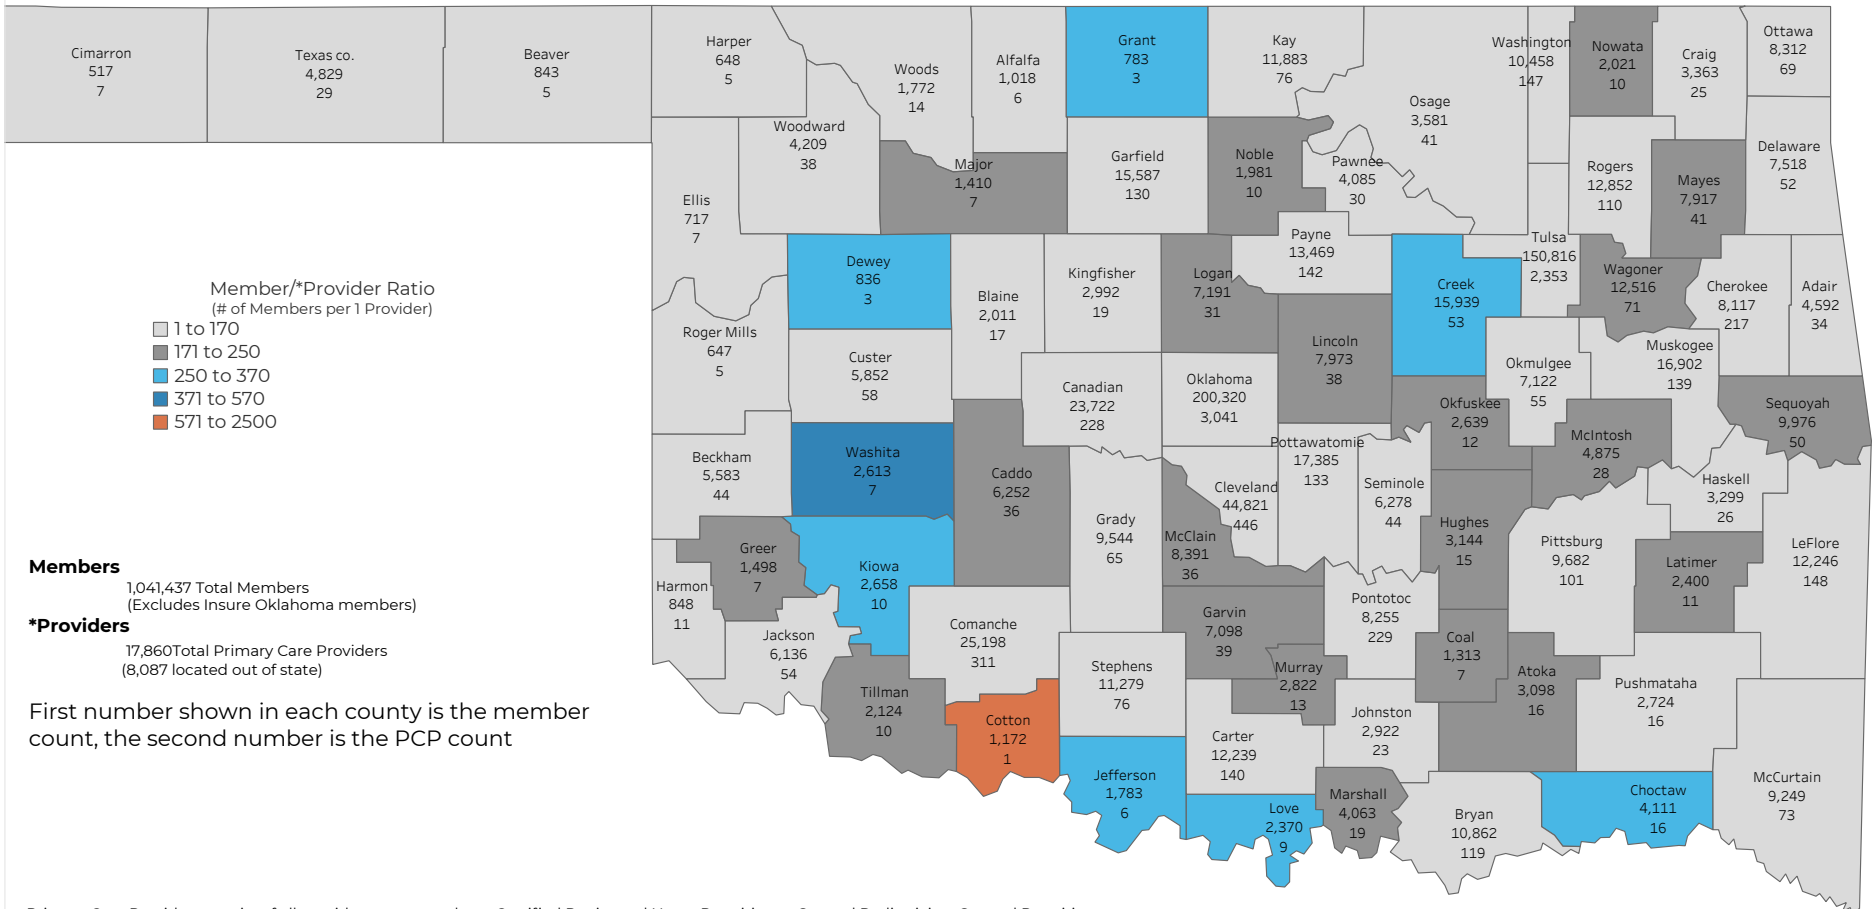 Cimarron
517
7
Texas co.
4,829
29
Beaver
843
5
Harper
648
5
Woods
1,772
14
Alfalfa
1,018
6
Grant
783
3
Kay
11,883
76
Osage
3,581
41
Washington
10,458
147
Nowata
2,021
10
Craig
3,363
25
Ottawa
8,312
69
Woodward
4,209
38
Major
1,410
7
Garfield
15,587
130
Noble
1,981
10
Pawnee
4,085
30
Rogers
12,852
110
Mayes
7,917
41
Delaware
7,518
52
Ellis
717
7
Dewey
836
3
Blaine
2,011
17
Kingfisher
2,992
19
Logan
7,191
31
Payne
13,469
142
Creek
15,939
53
Tulsa
150,816
2,353
Wagoner
12,516
71
Cherokee
8,117
217
Adair
4,592
34
Member/*Provider Ratio
(# of Members per 1 Provider)
1 to 170
171 to 250
250 to 370
371 to 570
571 to 2500
Roger Mills
647
5
Custer
5,852
58
Canadian
23,722
228
Oklahoma
200,320
3,041
Lincoln
7,973
38
Okmulgee
7,122
55
Muskogee
16,902
139
Okfuskee
2,639
12
McIntosh
4,875
28
Sequoyah
9,976
50
Beckham
5,583
44
Washita
2,613
7
Caddo
6,252
36
Grady
9,544
65
McClain
8,391
36
Cleveland
44,821
446
Pottawatomie
17,385
133
Seminole
6,278
44
Hughes
3,144
15
Pittsburg
9,682
101
Haskell
3,299
26
Latimer
2,400
11
LeFlore
12,246
148
Greer
1,498
7
Kiowa
2,658
10
Harmon
848
11
Jackson
6,136
54
Comanche
25,198
311
Garvin
7,098
39
Pontotoc
8,255
229
Coal
1,313
7
Atoka
3,098
16
Pushmataha
2,724
16
Members
1,041,437 Total Members
(Excludes Insure Oklahoma members)
*Providers
17,860Total Primary Care Providers
(8,087 located out of state)
First number shown in each county is the member
count, the second number is the PCP count
Tillman
2,124
10
Cotton
1,172
1
Stephens
11,279
76
Murray
2,822
13
Johnston
2,922
23
Carter
12,239
140
Jefferson
1,783
6
Love
2,370
9
Marshall
4,063
19
Bryan
10,862
119
Choctaw
4,111
16
McCurtain
9,249
73